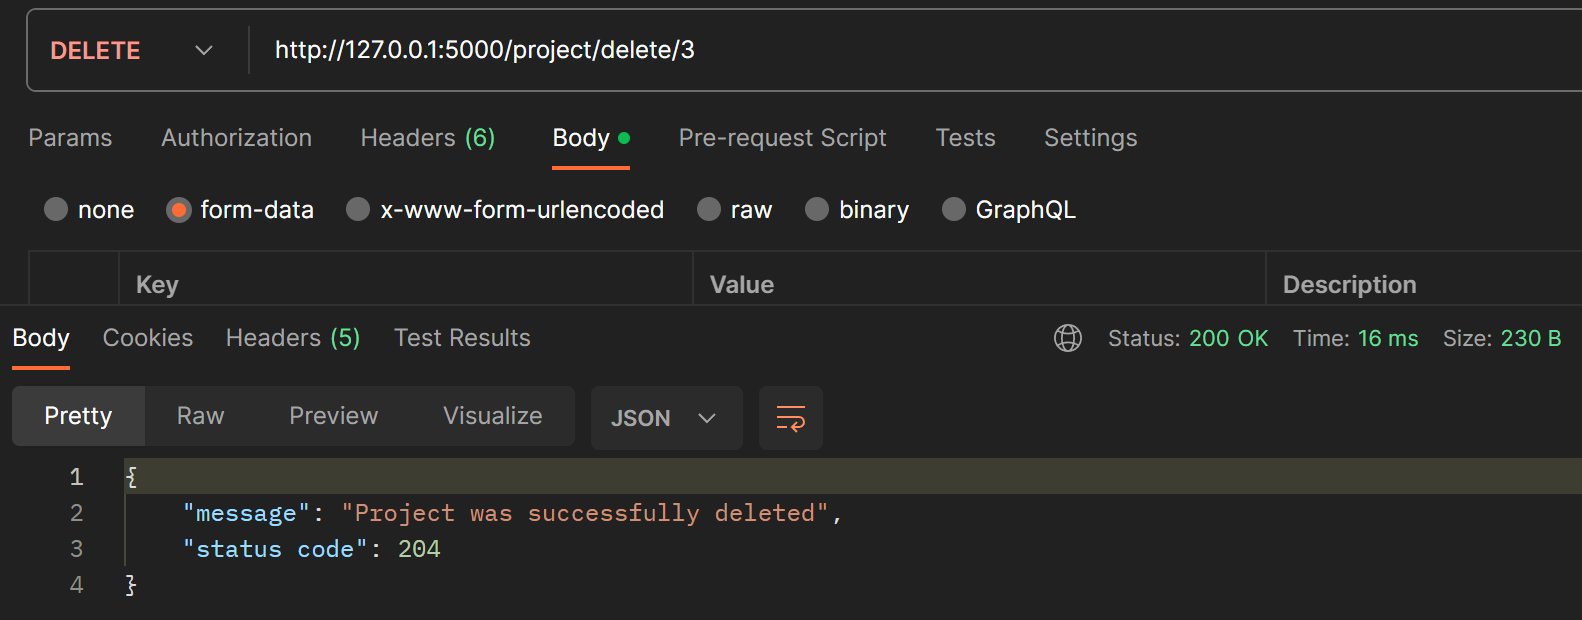 DELETE http://127.0.0.1:5000/project/delete/3
Params Authorization Headers (6) Body Pre-request Script Tests Settings
none form-data x-www-form-urlencoded raw binary GraphQL
Key Value Description
Body Cookies Headers (5) Test Results Status: 200 OK Time: 16 ms Size: 230 B
Pretty Raw Preview Visualize JSON
1 {
2 "message": "Project was successfully deleted",
3 "status code": 204
4 }